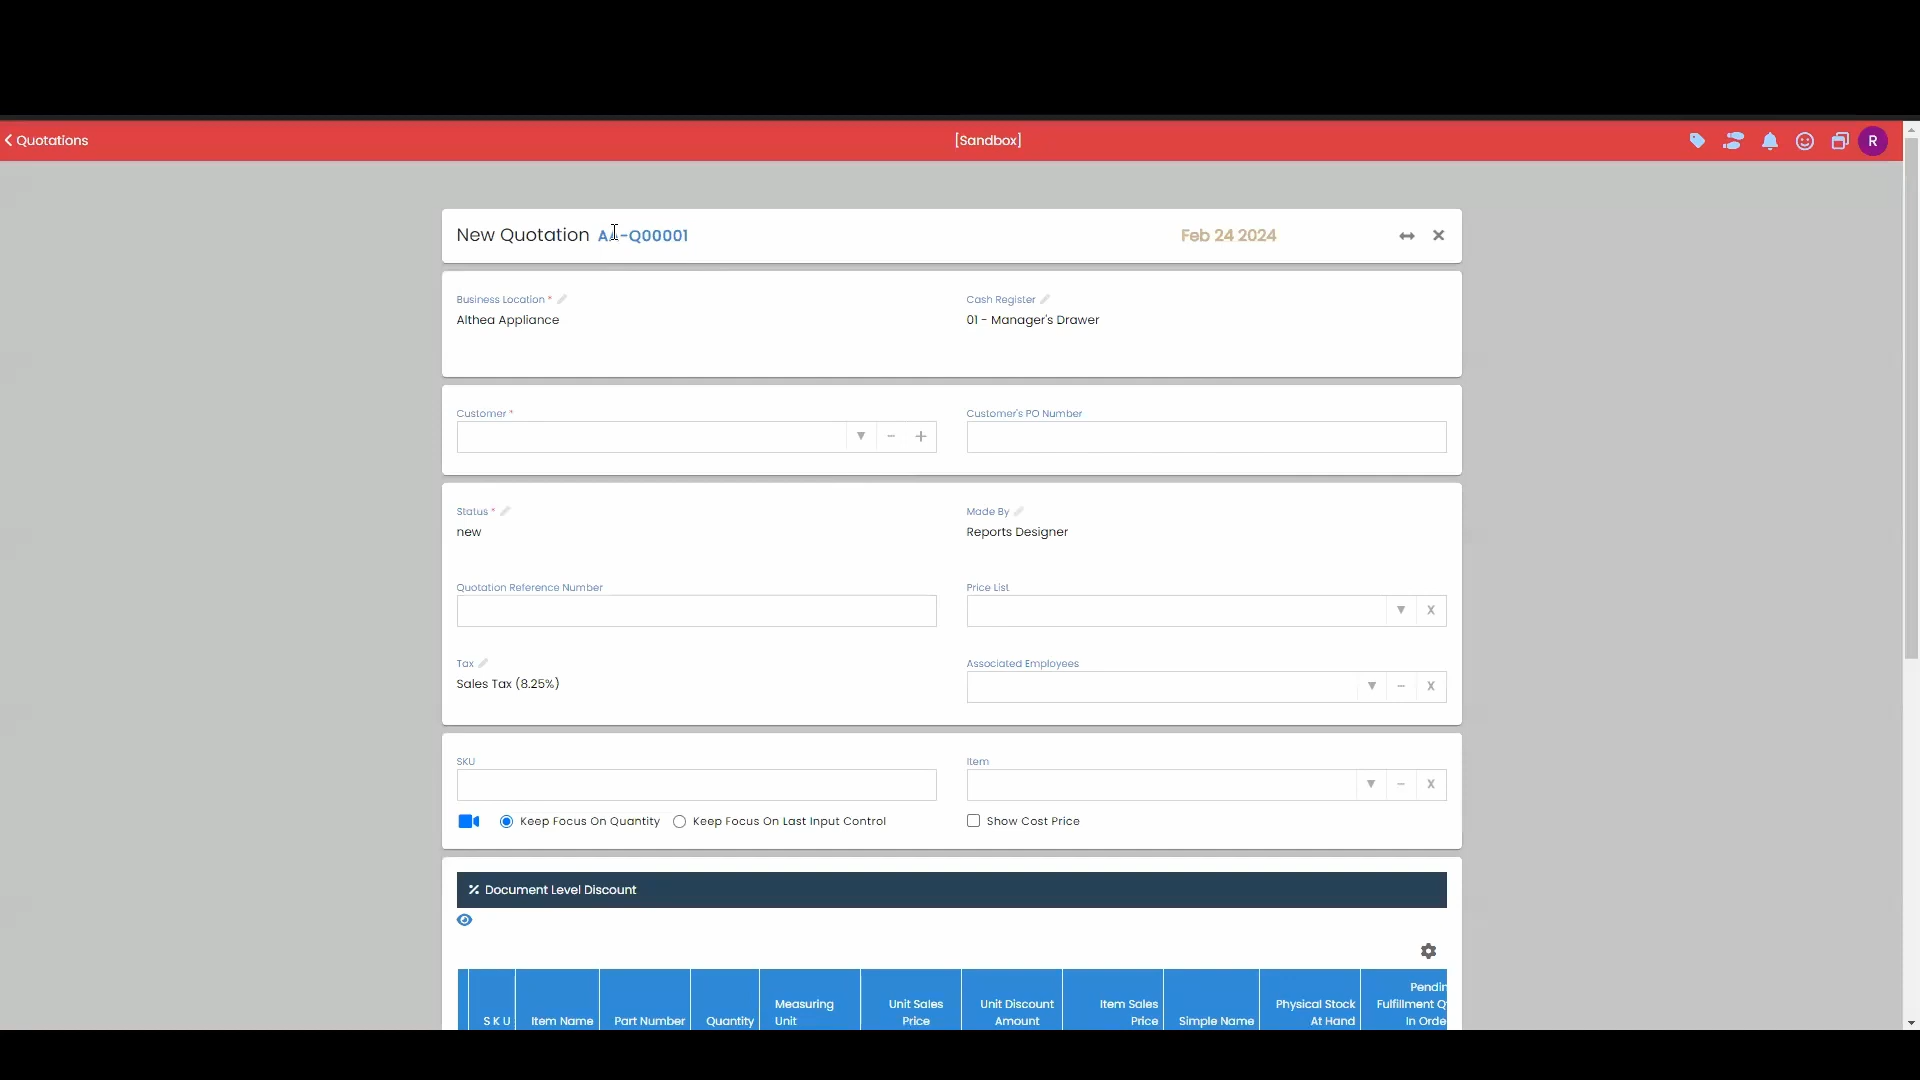 Quotations
[Sandbox]
R
New Quotation AA-Q00001
Feb 24 2024
Business Location *
Cash Register
Althea Appliance
01 - Manager's Drawer
Customer *
Customer's PO Number
Status *
Made By
new
Reports Designer
Quotation Reference Number
Price List
X
Tax
Associated Employees
Sales Tax (8.25%)
X
SKU
Item
X
Keep Focus On Quantity
Keep Focus On Last Input Control
Show Cost Price
Document Level Discount
S K U
Item Name
Part Number
Quantity
Measuring
Unit
Unit Sales
Price
Unit Discount
Amount
Item Sales
Price
Simple Name
Physical Stock
At Hand
Fulfillment